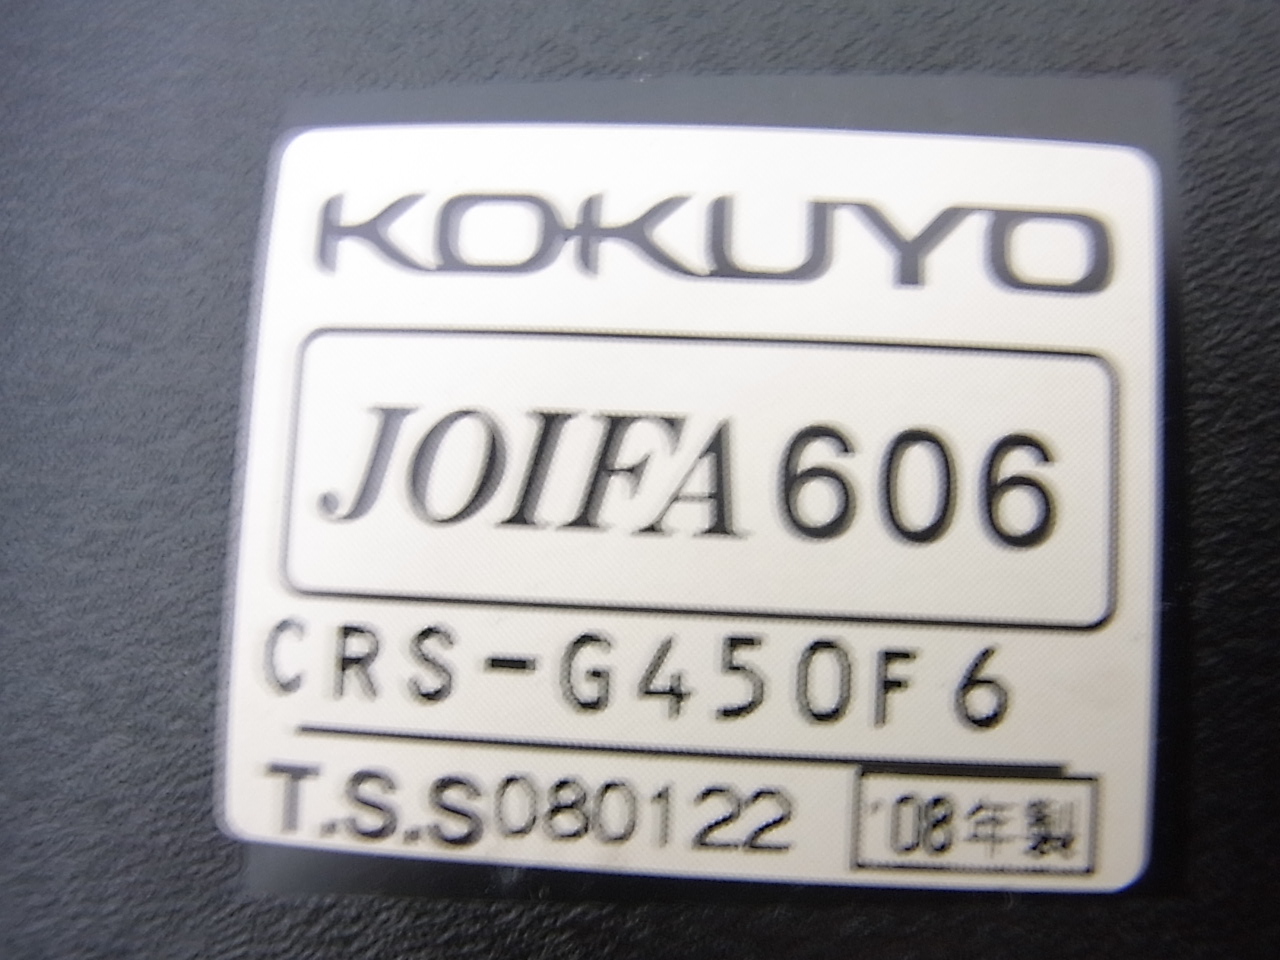 KOKUYO
JOIFA 606
CRS-G450F6
T.S.S080122 '08年製